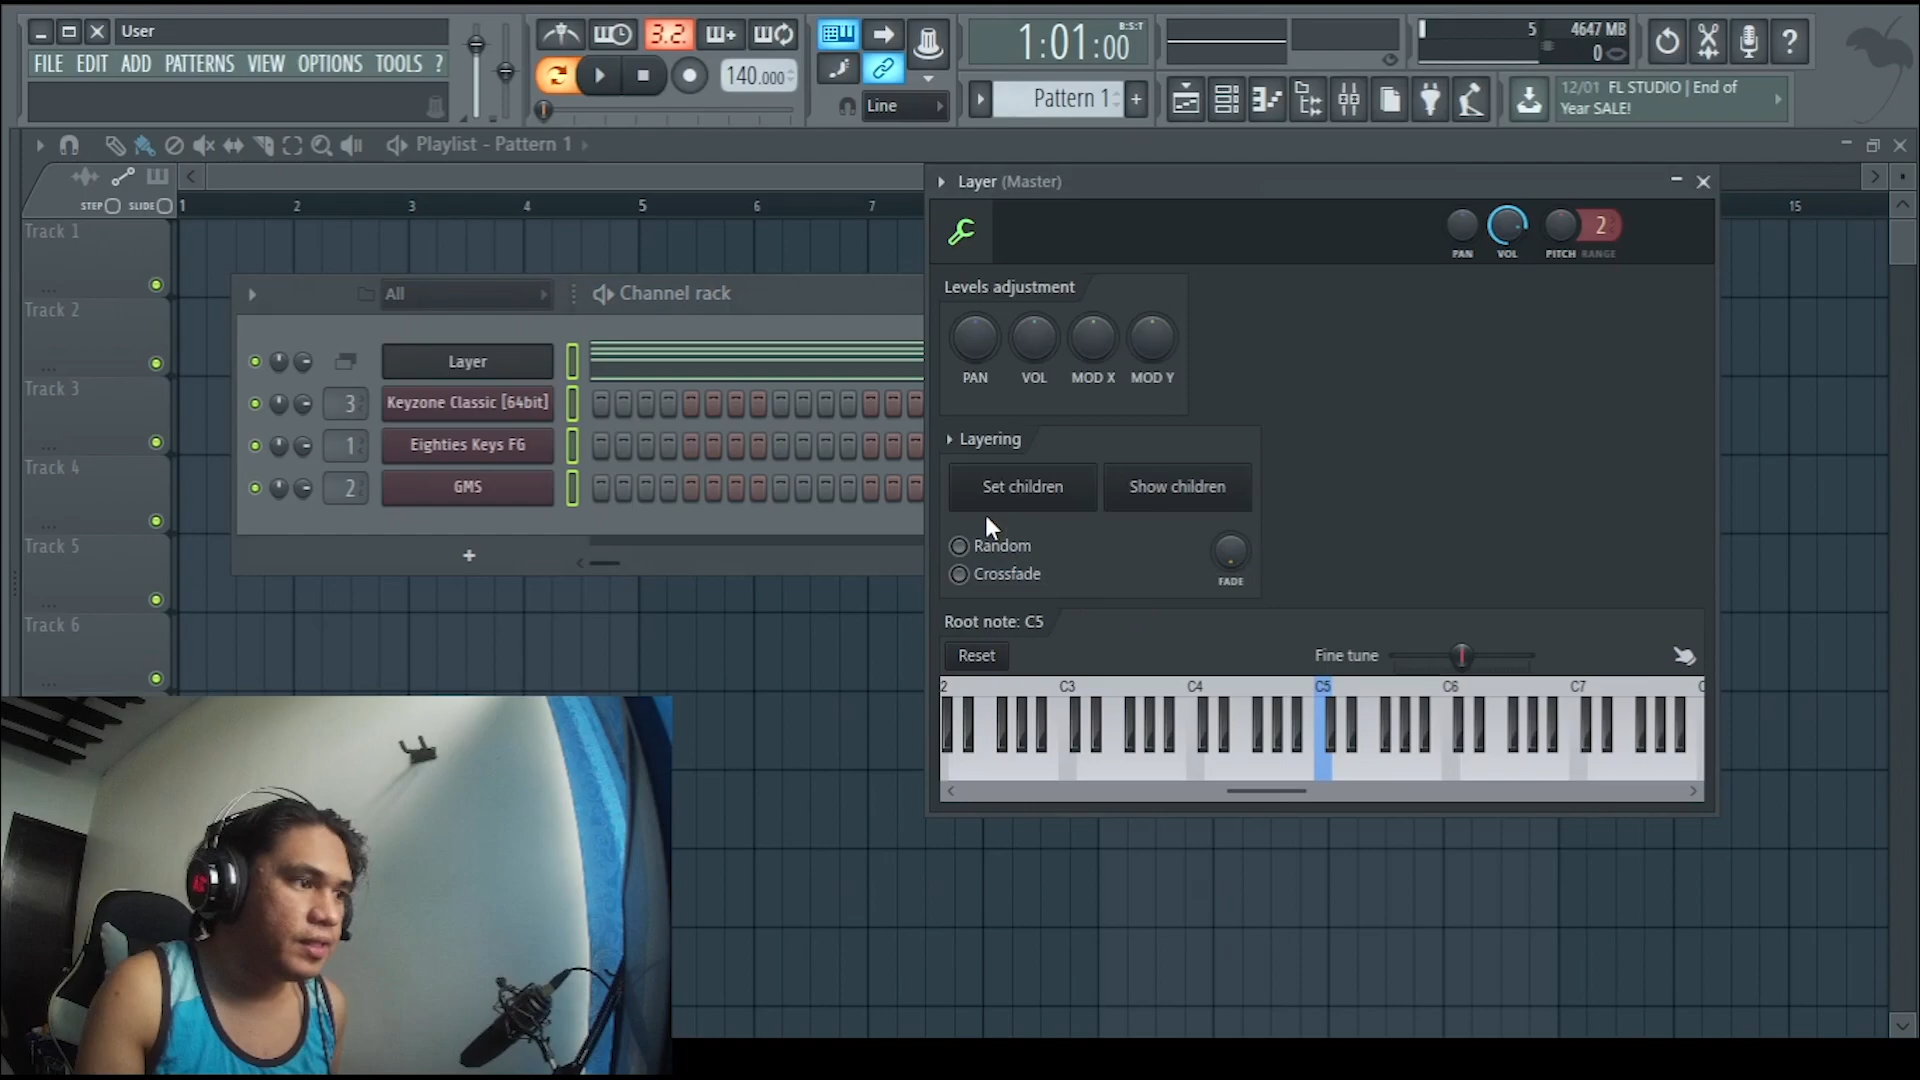 User
FILE EDIT ADD PATTERNS VIEW OPTIONS TOOLS ?
3.2.
140.000
Line
1:01:00
B:S:T
Pattern 1
5
4647 MB
0
12/01 FL STUDIO | End of
Year SALE!
Playlist - Pattern 1
STEP SLIDE
1 2 3 4 5 6 7 15
Track 1
Track 2
Track 3
Track 4
Track 5
Track 6
All
Channel rack
Layer
3 Keyzone Classic [64bit]
1 Eighties Keys FG
2 GMS
Layer (Master)
2
PAN VOL PITCH RANGE
Levels adjustment
PAN VOL MOD X MOD Y
Layering
Set children Show children
Random
Crossfade
FADE
Root note: C5
Reset
Fine tune
2 C3 C4 C5 C6 C7 C